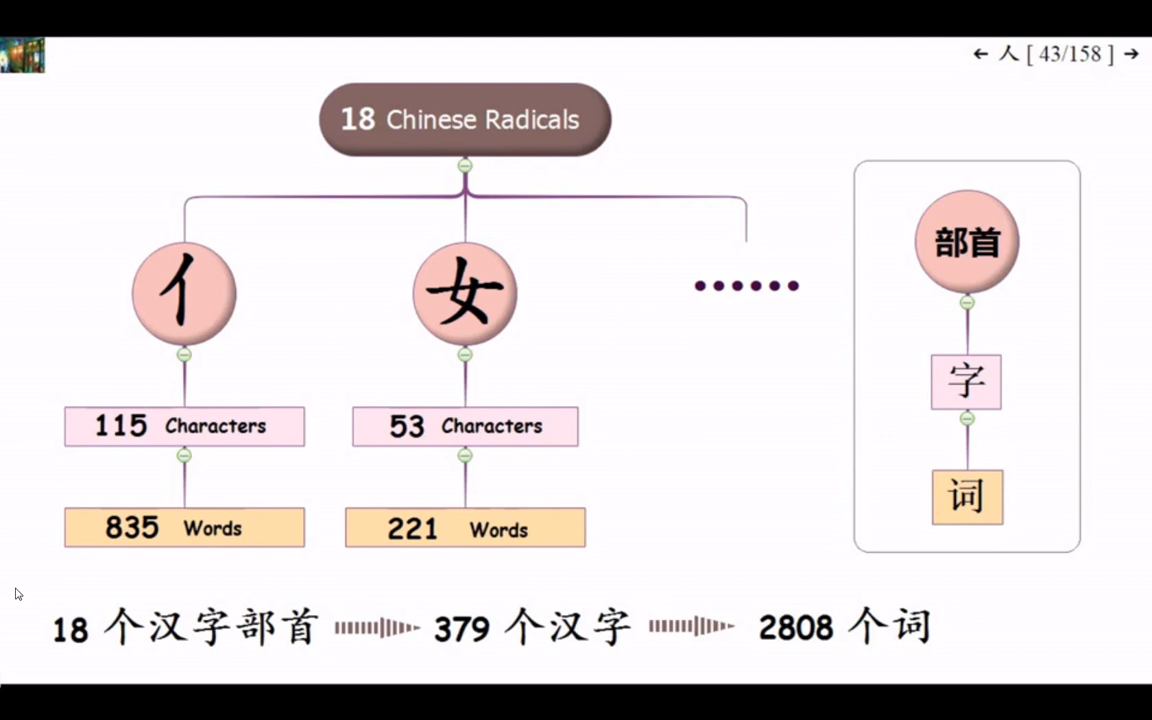 ← 人 [ 43/158 ] →
18 Chinese Radicals
亻
女
••••••
115 Characters
53 Characters
835 Words
221 Words
部首
字
词
18 个汉字部首 379 个汉字 2808 个词